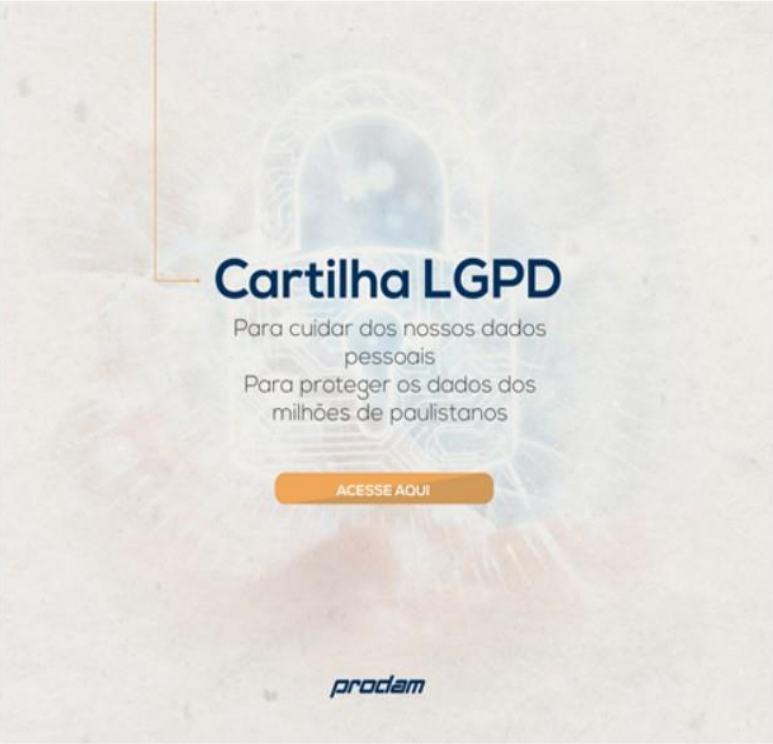 Cartilha LGPD
Para cuidar dos nossos dados
pessoais
Para proteger os dados dos
milhões de paulistanos
ACESSE AQUI
prodam